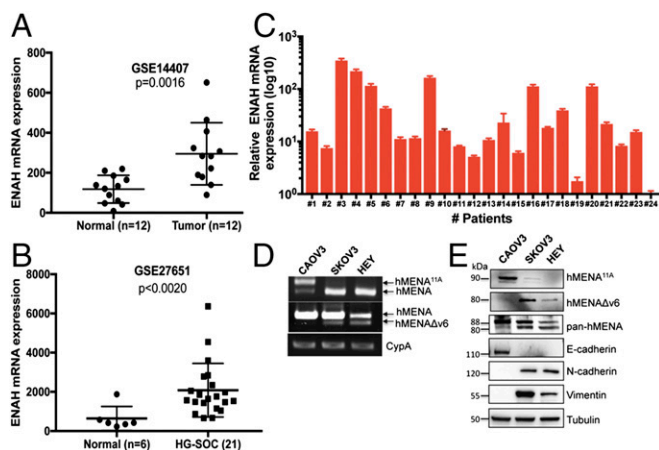 A
GSE14407
p=0.0016
ENAH mRNA expression
800
600
400
200
0
Normal (n=12)
Tumor (n=12)
B
GSE27651
p<0.0020
ENAH mRNA expression
8000
6000
4000
2000
0
Normal (n=6)
HG-SOC (21)
C
Relative ENAH mRNA
expression (log10)
10³
10²
10¹
10⁰
#1 #2 #3 #4 #5 #6 #7 #8 #9 #10 #11 #12 #13 #14 #15 #16 #17 #18 #19 #20 #21 #22 #23 #24
# Patients
D
CAOV3 SKOV3 HEY
hMENA¹¹ᴬ
hMENA
hMENA
hMENAΔv6
CypA
E
CAOV3 SKOV3 HEY
kDa
90 hMENA¹¹ᴬ
80 hMENAΔv6
88 pan-hMENA
80
110 E-cadherin
120 N-cadherin
55 Vimentin
50 Tubulin